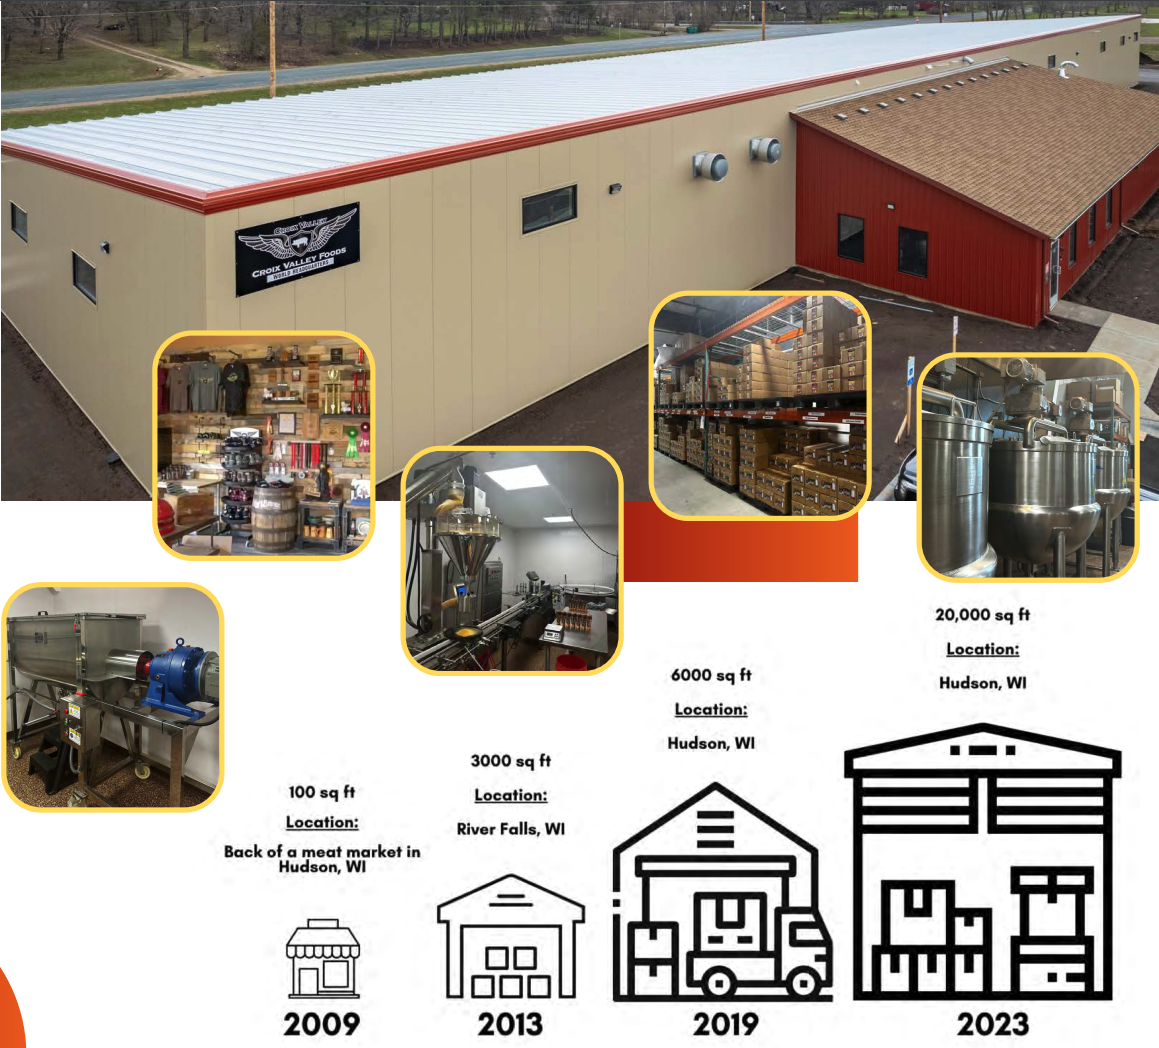 CROIX VALLEY
CROIX VALLEY FOODS
WORLD HEADQUARTERS
20,000 sq ft
Location:
Hudson, WI
6000 sq ft
Location:
Hudson, WI
3000 sq ft
Location:
River Falls, WI
100 sq ft
Location:
Back of a meat market in
Hudson, WI
2009
2013
2019
2023